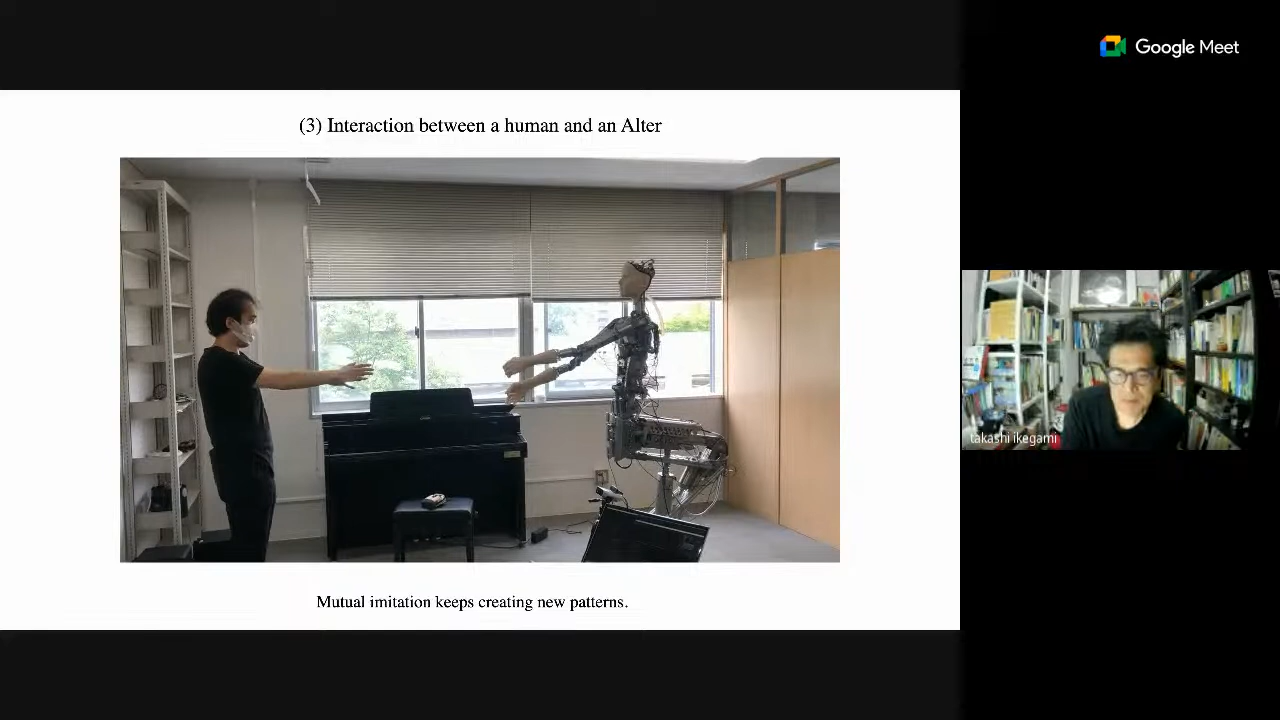 Google Meet
(3) Interaction between a human and an Alter
takashi ikegami
Mutual imitation keeps creating new patterns.